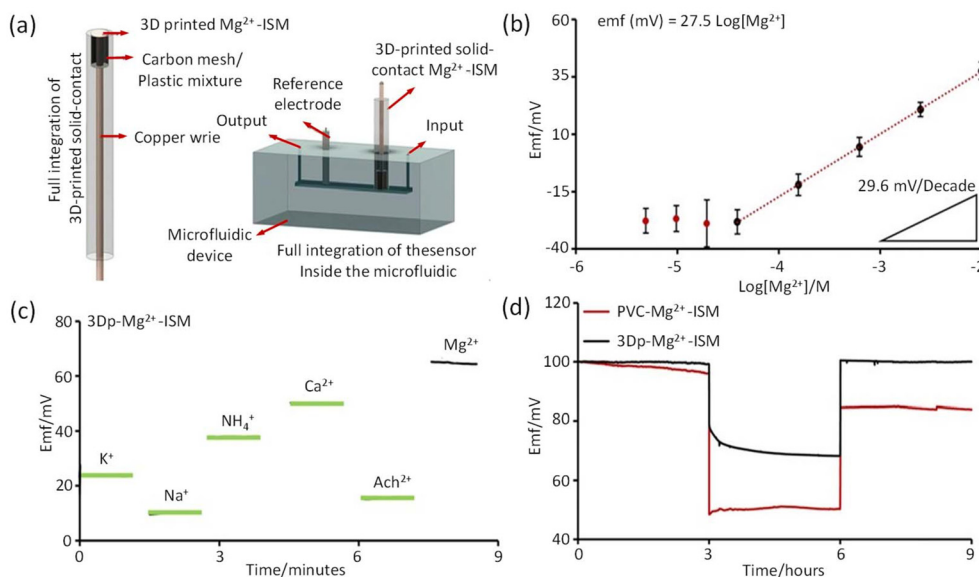 (a)
3D printed Mg²⁺-ISM
Carbon mesh/
Plastic mixture
Copper wrie
Full integration of
3D-printed solid-contact
3D-printed solid-
contact Mg²⁺-ISM
Reference
electrode
Output
Input
Microfluidic
device
Full integration of thesensor
Inside the microfluidic
(b)
emf (mV) = 27.5 Log[Mg²⁺]
Emf/mV
35
10
-15
-40
29.6 mV/Decade
-6 -5 -4 -3 -2
Log[Mg²⁺]/M
(c)
3Dp-Mg²⁺-ISM
Emf/mV
80
60
40
20
0
K⁺
Na⁺
NH₄⁺
Ca²⁺
Ach²⁺
Mg²⁺
0 3 6 9
Time/minutes
(d)
PVC-Mg²⁺-ISM
3Dp-Mg²⁺-ISM
Emf/mV
120
100
80
60
40
0 3 6 9
Time/hours